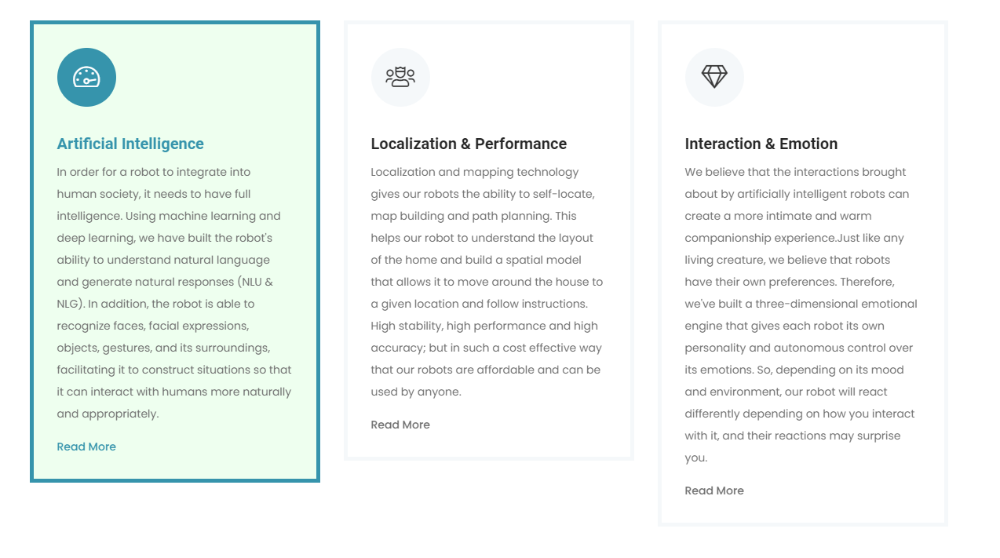 Artificial Intelligence
In order for a robot to integrate into
human society, it needs to have full
intelligence. Using machine learning and
deep learning, we have built the robot's
ability to understand natural language
and generate natural responses (NLU &
NLG). In addition, the robot is able to
recognize faces, facial expressions,
objects, gestures, and its surroundings,
facilitating it to construct situations so that
it can interact with humans more naturally
and appropriately.
Read More
Localization & Performance
Localization and mapping technology
gives our robots the ability to self-locate,
map building and path planning. This
helps our robot to understand the layout
of the home and build a spatial model
that allows it to move around the house to
a given location and follow instructions.
High stability, high performance and high
accuracy; but in such a cost effective way
that our robots are affordable and can be
used by anyone.
Read More
Interaction & Emotion
We believe that the interactions brought
about by artificially intelligent robots can
create a more intimate and warm
companionship experience.Just like any
living creature, we believe that robots
have their own preferences. Therefore,
we've built a three-dimensional emotional
engine that gives each robot its own
personality and autonomous control over
its emotions. So, depending on its mood
and environment, our robot will react
differently depending on how you interact
with it, and their reactions may surprise
you.
Read More